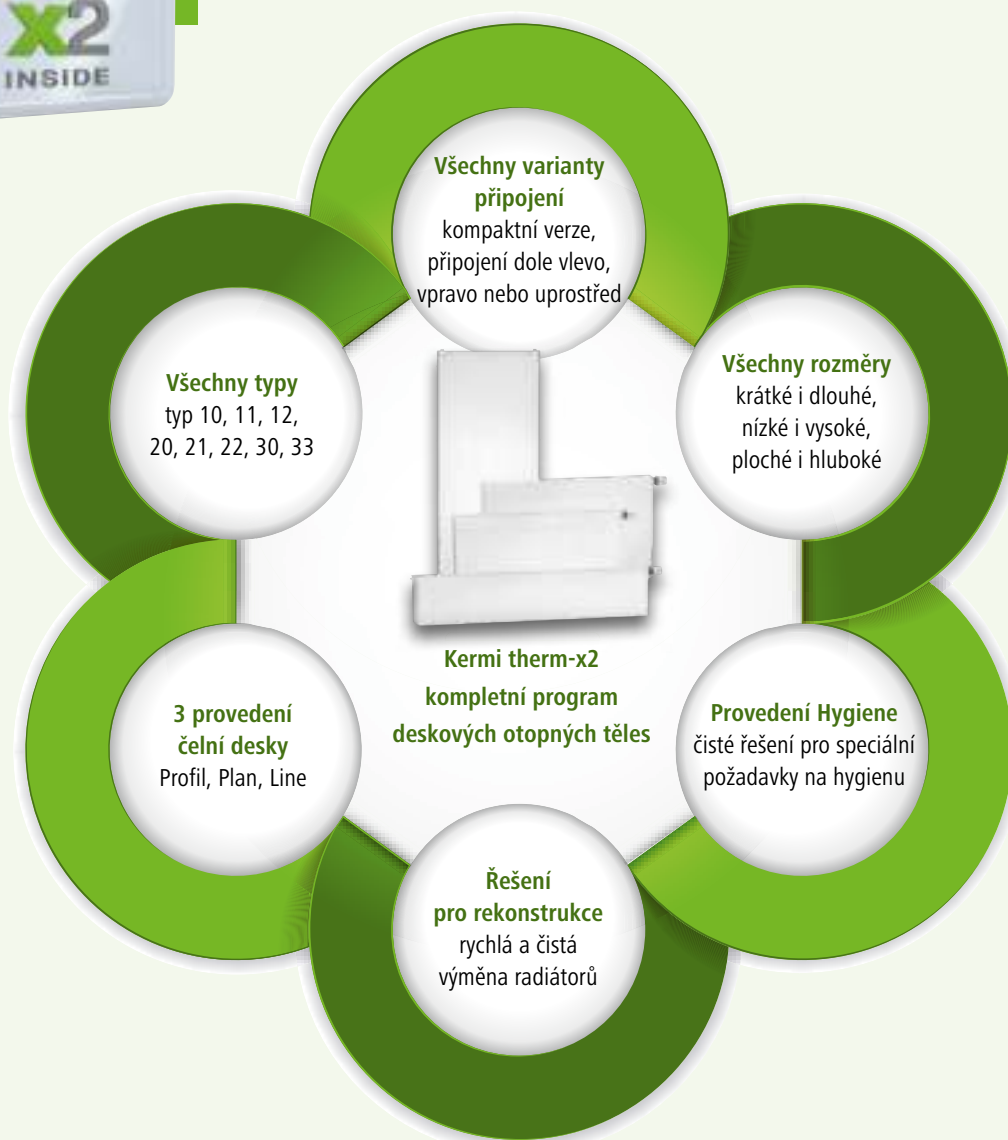 x2
INSIDE
Všechny varianty
připojení
kompaktní verze,
připojení dole vlevo,
vpravo nebo uprostřed
Všechny typy
typ 10, 11, 12,
20, 21, 22, 30, 33
Všechny rozměry
krátké i dlouhé,
nízké i vysoké,
ploché i hluboké
Kermi therm-x2
kompletní program
deskových otopných těles
3 provedení
čelní desky
Profil, Plan, Line
Provedení Hygiene
čisté řešení pro speciální
požadavky na hygienu
Řešení
pro rekonstrukce
rychlá a čistá
výměna radiátorů